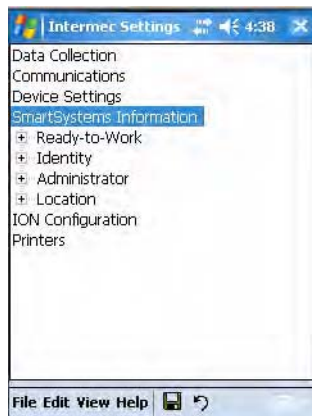 Intermec Settings 4:38
Data Collection
Communications
Device Settings
SmartSystems Information
Ready-to-Work
Identity
Administrator
Location
ION Configuration
Printers
File Edit View Help